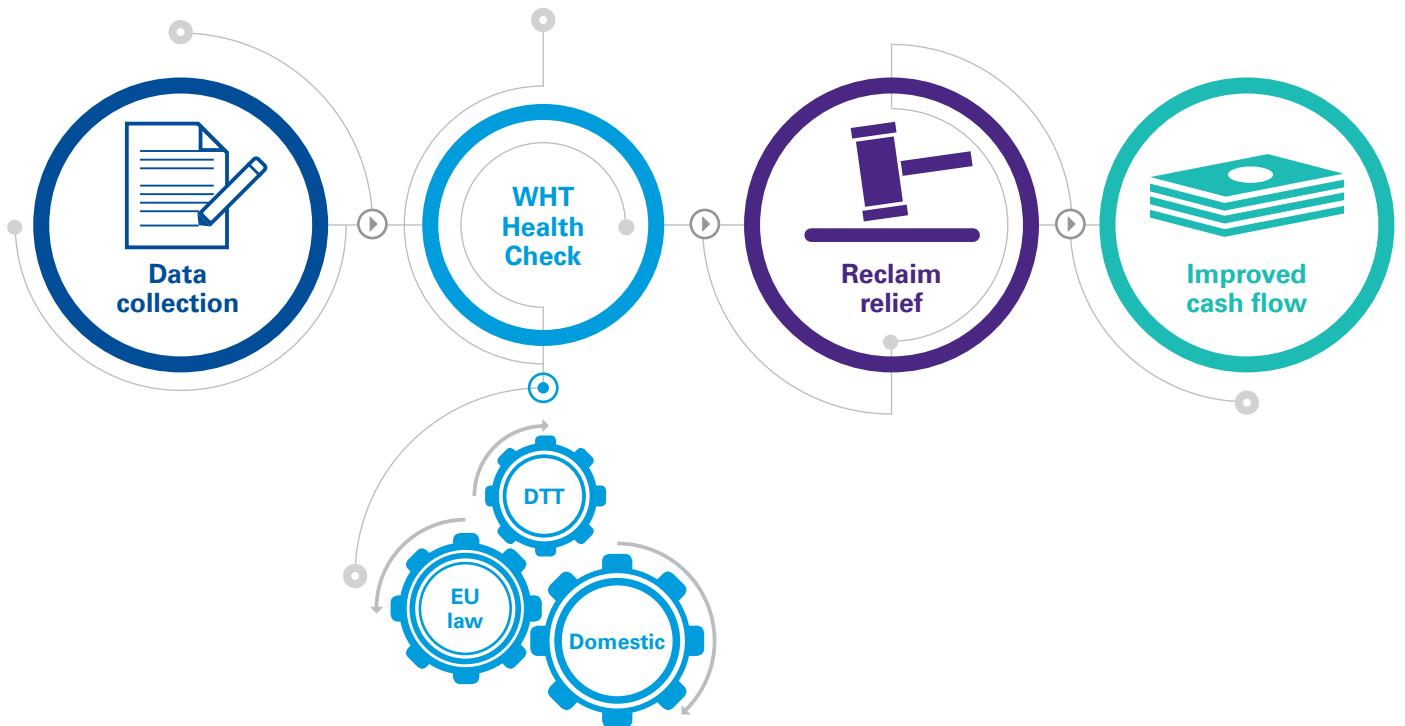 Data
collection
WHT
Health
Check
Reclaim
relief
Improved
cash flow
DTT
EU
law
Domestic